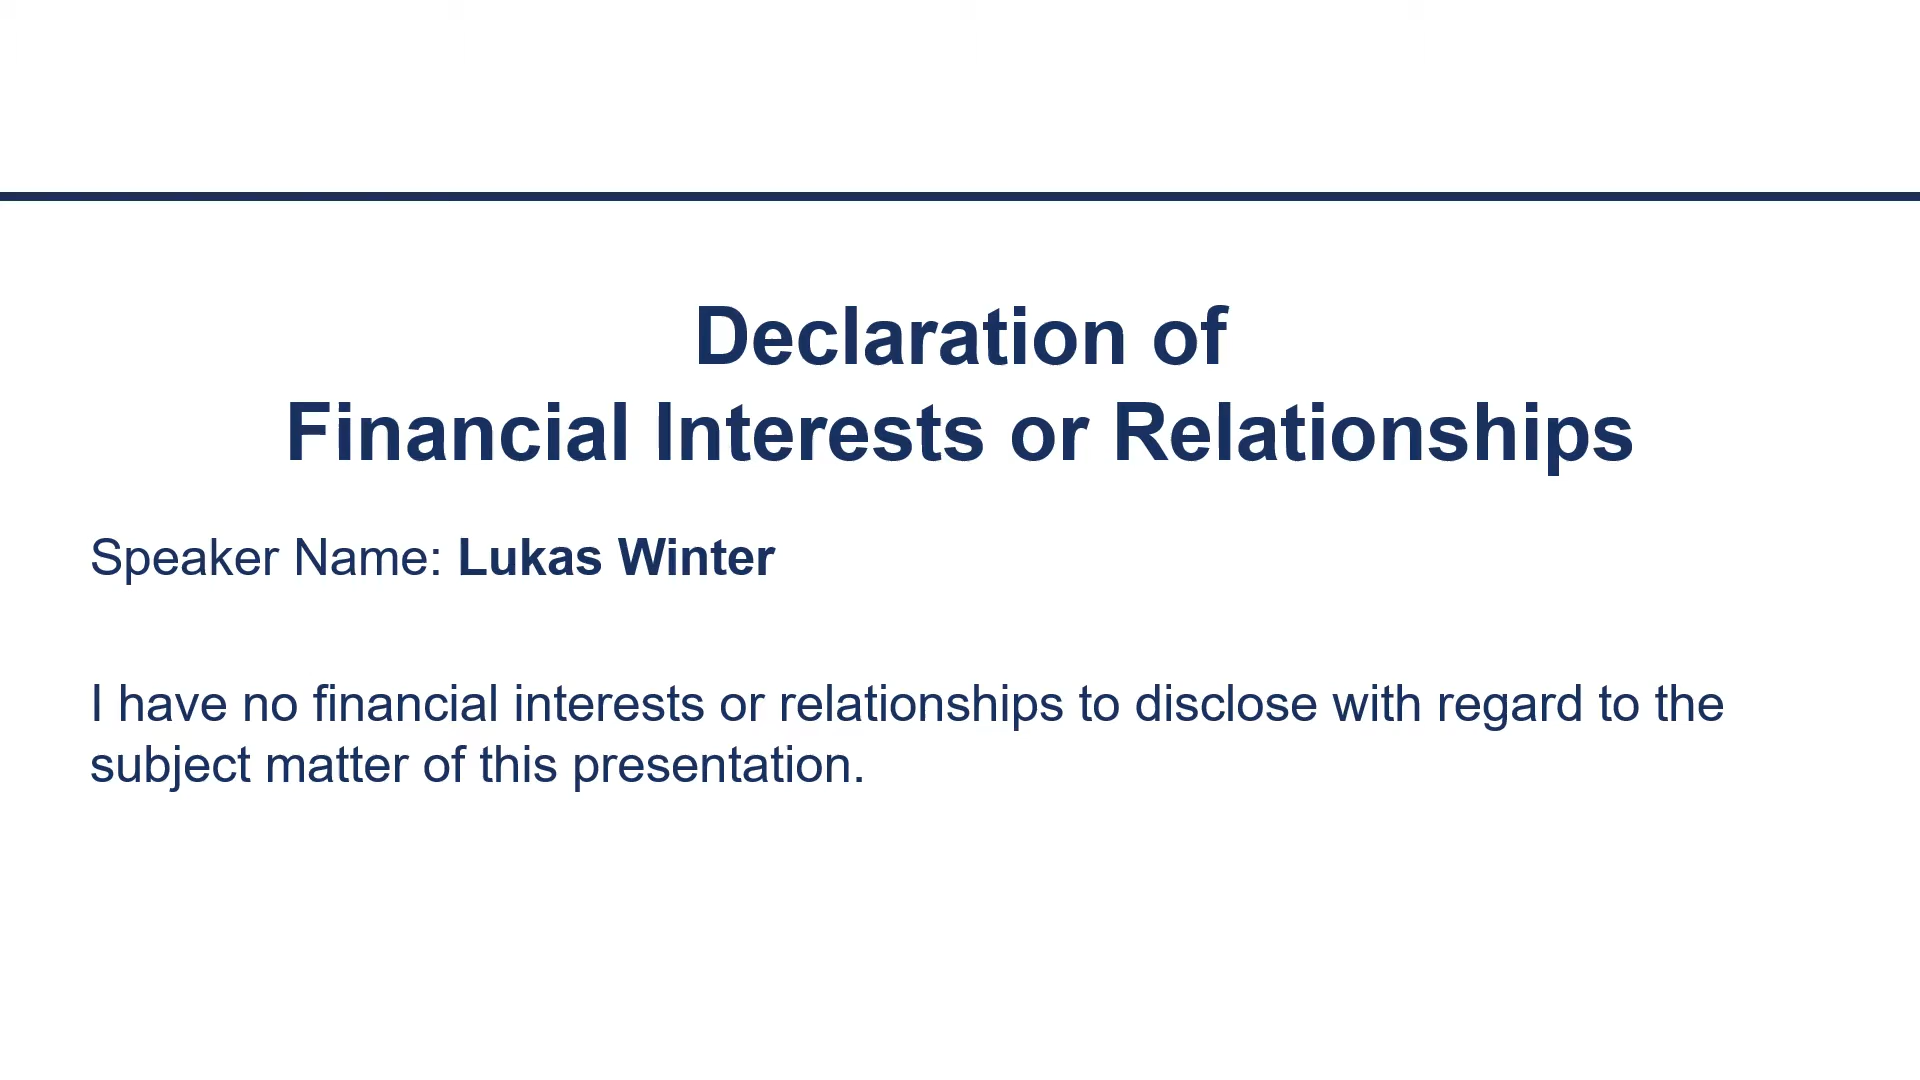 Declaration of
Financial Interests or Relationships
Speaker Name: Lukas Winter
I have no financial interests or relationships to disclose with regard to the
subject matter of this presentation.